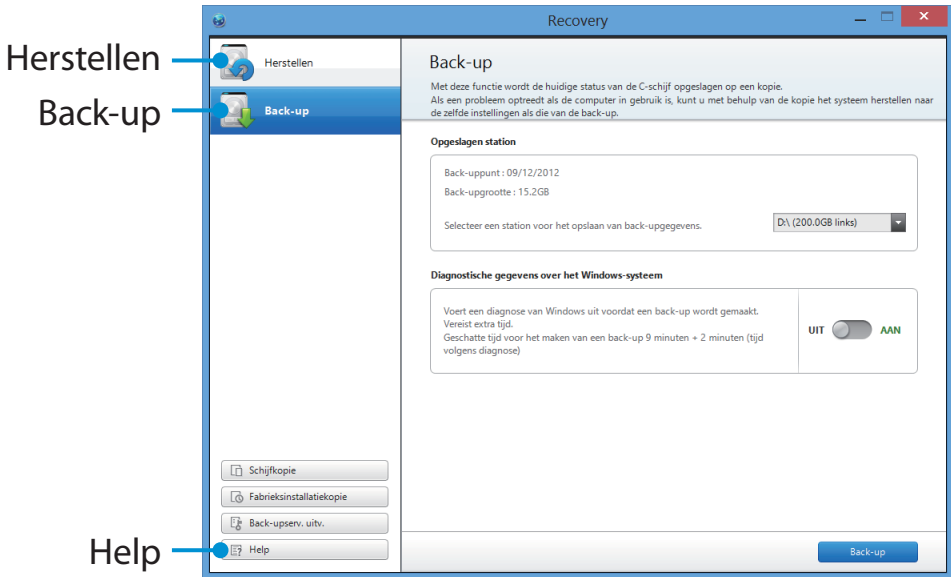 Recovery
Herstellen
Herstellen
Back-up
Back-up
Back-up
Met deze functie wordt de huidige status van de C-schijf opgeslagen op een kopie.
Als een probleem optreedt als de computer in gebruik is, kunt u met behulp van de kopie het systeem herstellen naar
de zelfde instellingen als die van de back-up.
Opgeslagen station
Back-uppunt : 09/12/2012
Back-upgrootte : 15.2GB
Selecteer een station voor het opslaan van back-upgegevens.
D:\ (200.0GB links)
Diagnostische gegevens over het Windows-systeem
Voert een diagnose van Windows uit voordat een back-up wordt gemaakt.
Vereist extra tijd.
Geschatte tijd voor het maken van een back-up 9 minuten + 2 minuten (tijd
volgens diagnose)
UIT AAN
Schijfkopie
Fabrieksinstallatiekopie
Back-upserv. uitv.
Help
Help
Back-up